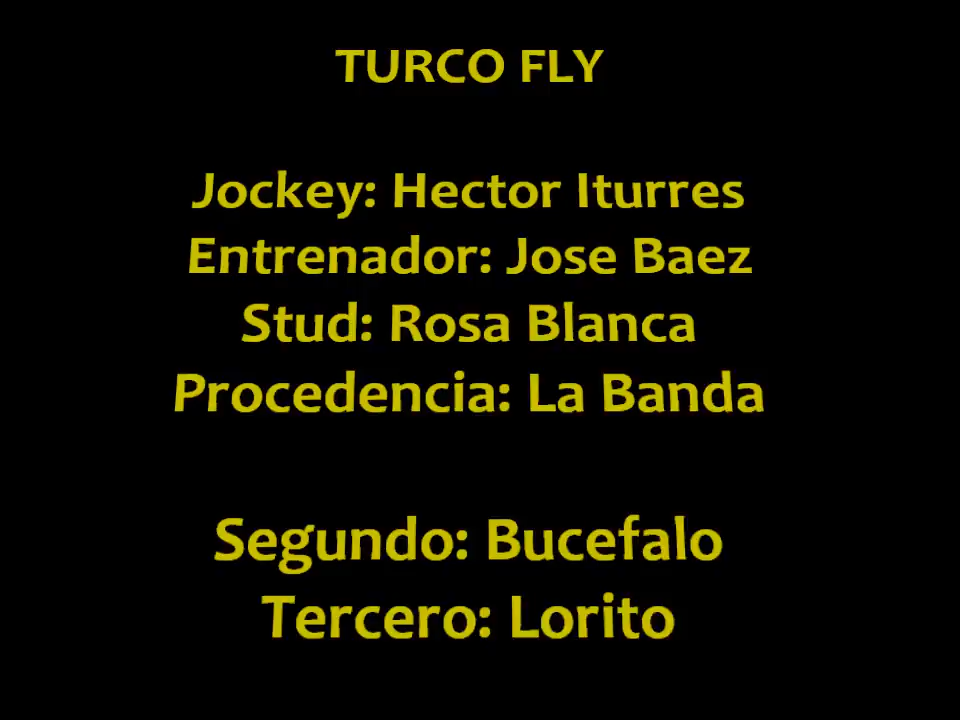 TURCO FLY
Jockey: Hector Iturres
Entrenador: Jose Baez
Stud: Rosa Blanca
Procedencia: La Banda
Segundo: Bucefalo
Tercero: Lorito